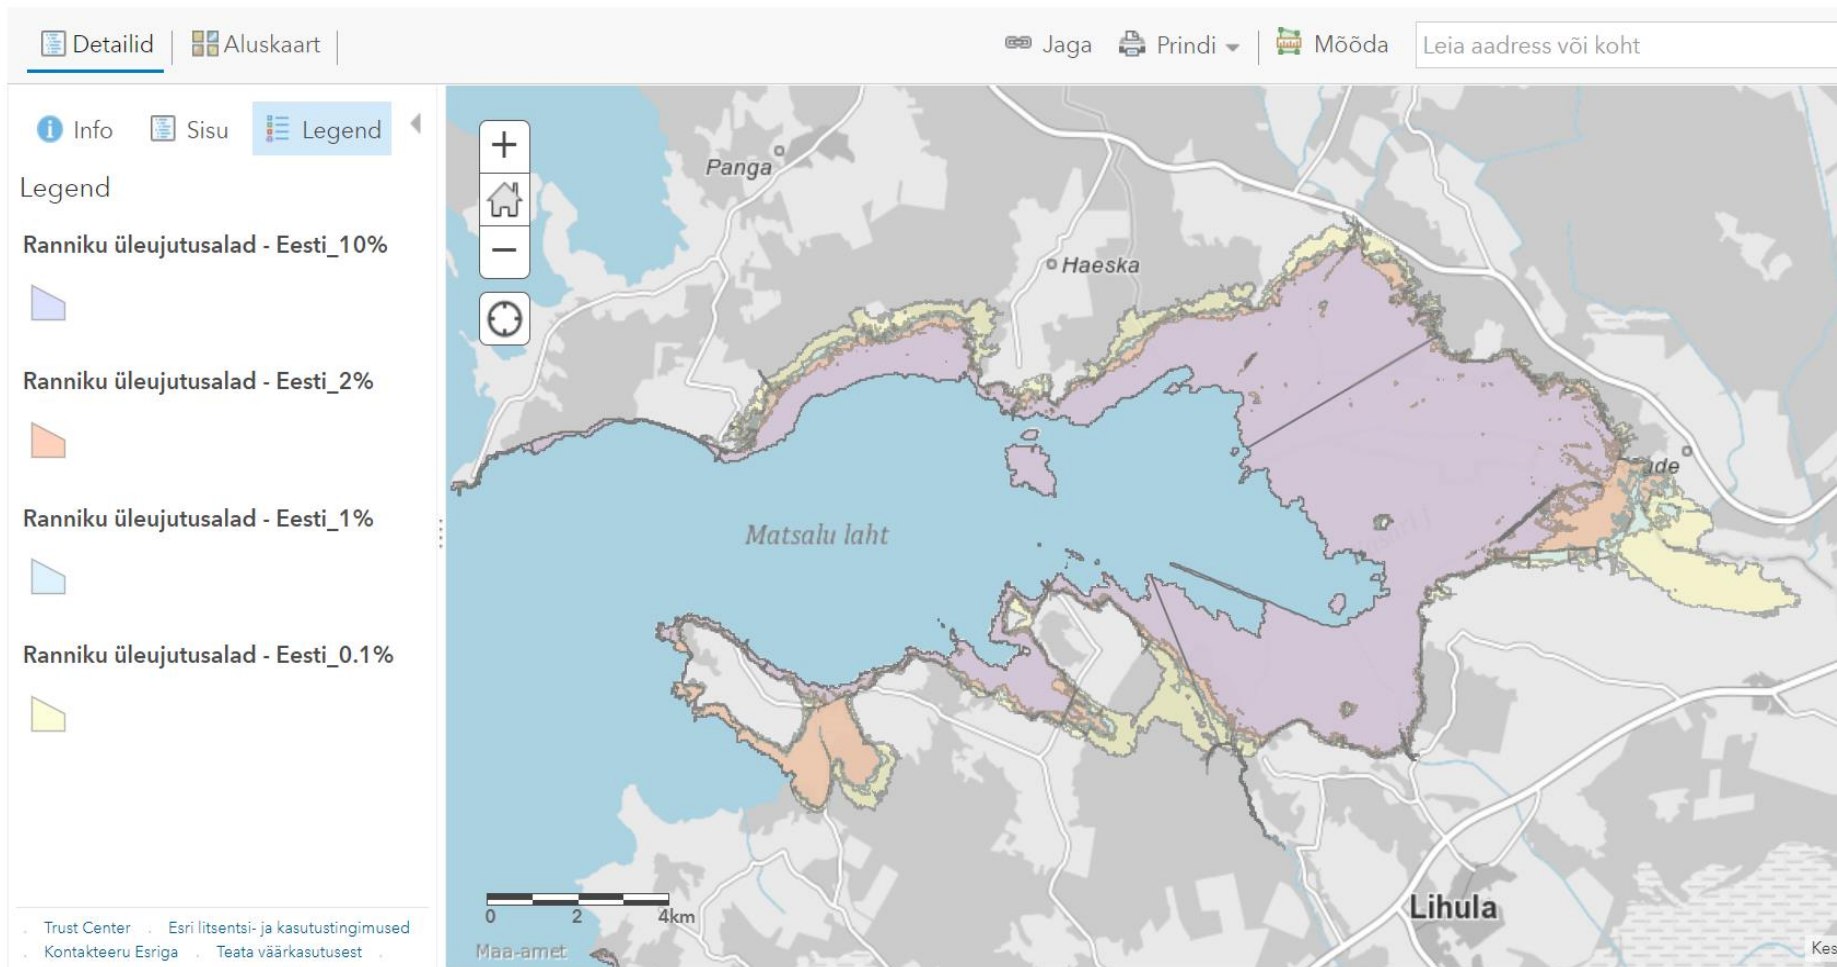 Detailid
Aluskaart
Jaga
Prindi
Mõõda
Leia aadress või koht
Info
Sisu
Legend
Legend
Ranniku üleujutusalad - Eesti_10%
Ranniku üleujutusalad - Eesti_2%
Ranniku üleujutusalad - Eesti_1%
Ranniku üleujutusalad - Eesti_0.1%
Trust Center . Esri litsentsi- ja kasutustingimused
Kontakteeru Esriga . Teata väärkasutusest .
Panga
Haeska
Matsalu laht
Lihula
0 2 4km
Maa-amet